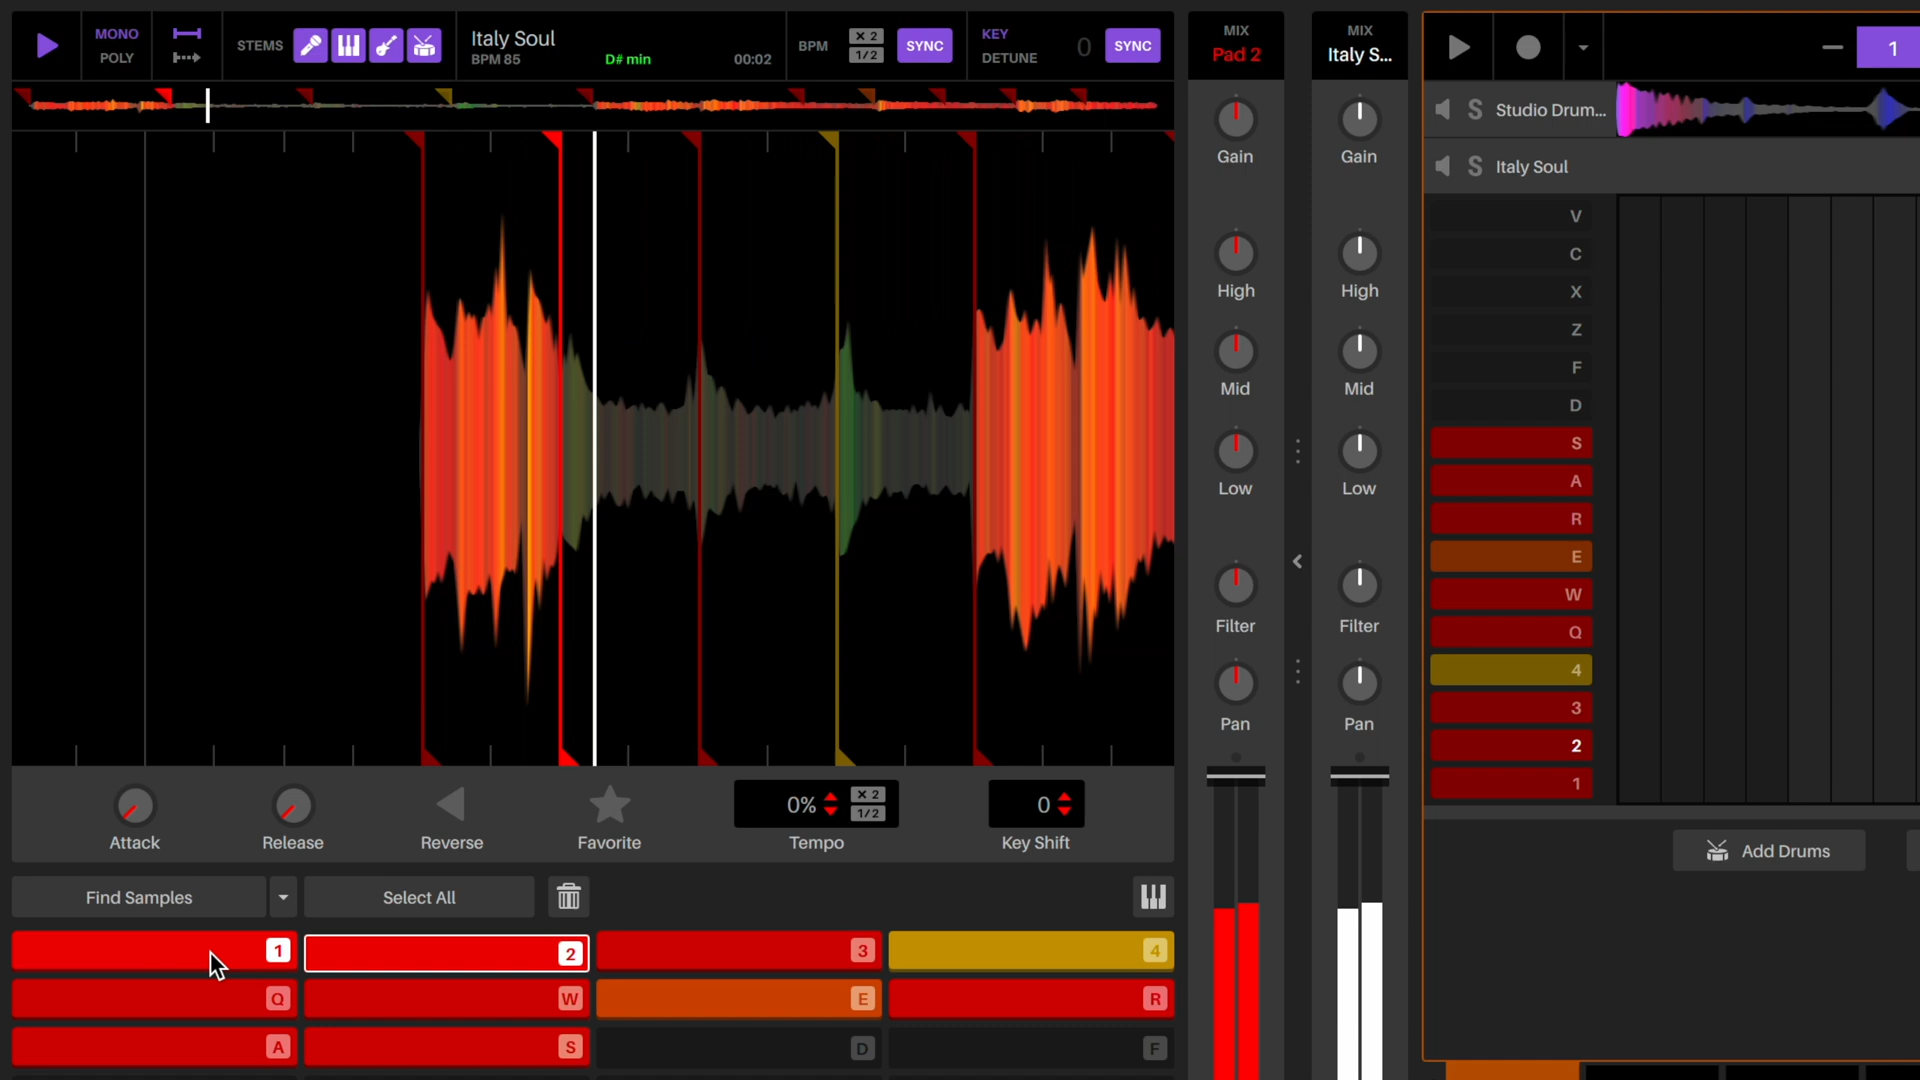 MONO
POLY
STEMS
Italy Soul
BPM 85
D# min
00:02
BPM
X 2
1/2
SYNC
KEY
DETUNE
0
SYNC
MIX
Pad 2
MIX
Italy S...
1
S
Studio Drum...
S
Italy Soul
Gain
High
Mid
Low
Filter
Pan
Gain
High
Mid
Low
Filter
Pan
V
C
X
Z
F
D
S
A
R
E
W
Q
4
3
2
1
Attack
Release
Reverse
Favorite
0%
X 2
1/2
Tempo
0
Key Shift
Add Drums
Find Samples
Select All
1
2
3
4
Q
W
E
R
A
S
D
F